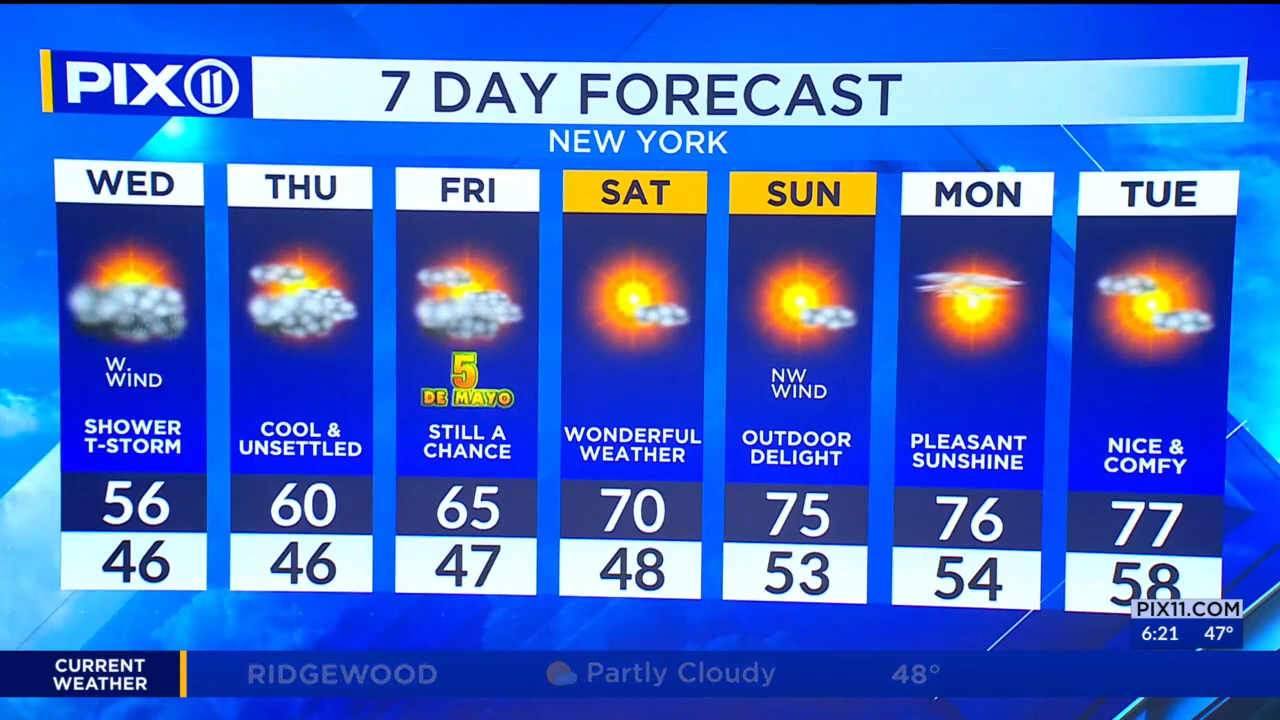 PIX11 7 DAY FORECAST
NEW YORK
WED THU FRI SAT SUN MON TUE
W.
WIND
5
DE MAYO
NW
WIND
SHOWER
T-STORM
COOL &
UNSETTLED
STILL A
CHANCE
WONDERFUL
WEATHER
OUTDOOR
DELIGHT
PLEASANT
SUNSHINE
NICE &
COMFY
56 60 65 70 75 76 77
46 46 47 48 53 54 58
PIX11.COM
6:21 47°
CURRENT
WEATHER
RIDGEWOOD Partly Cloudy 48°